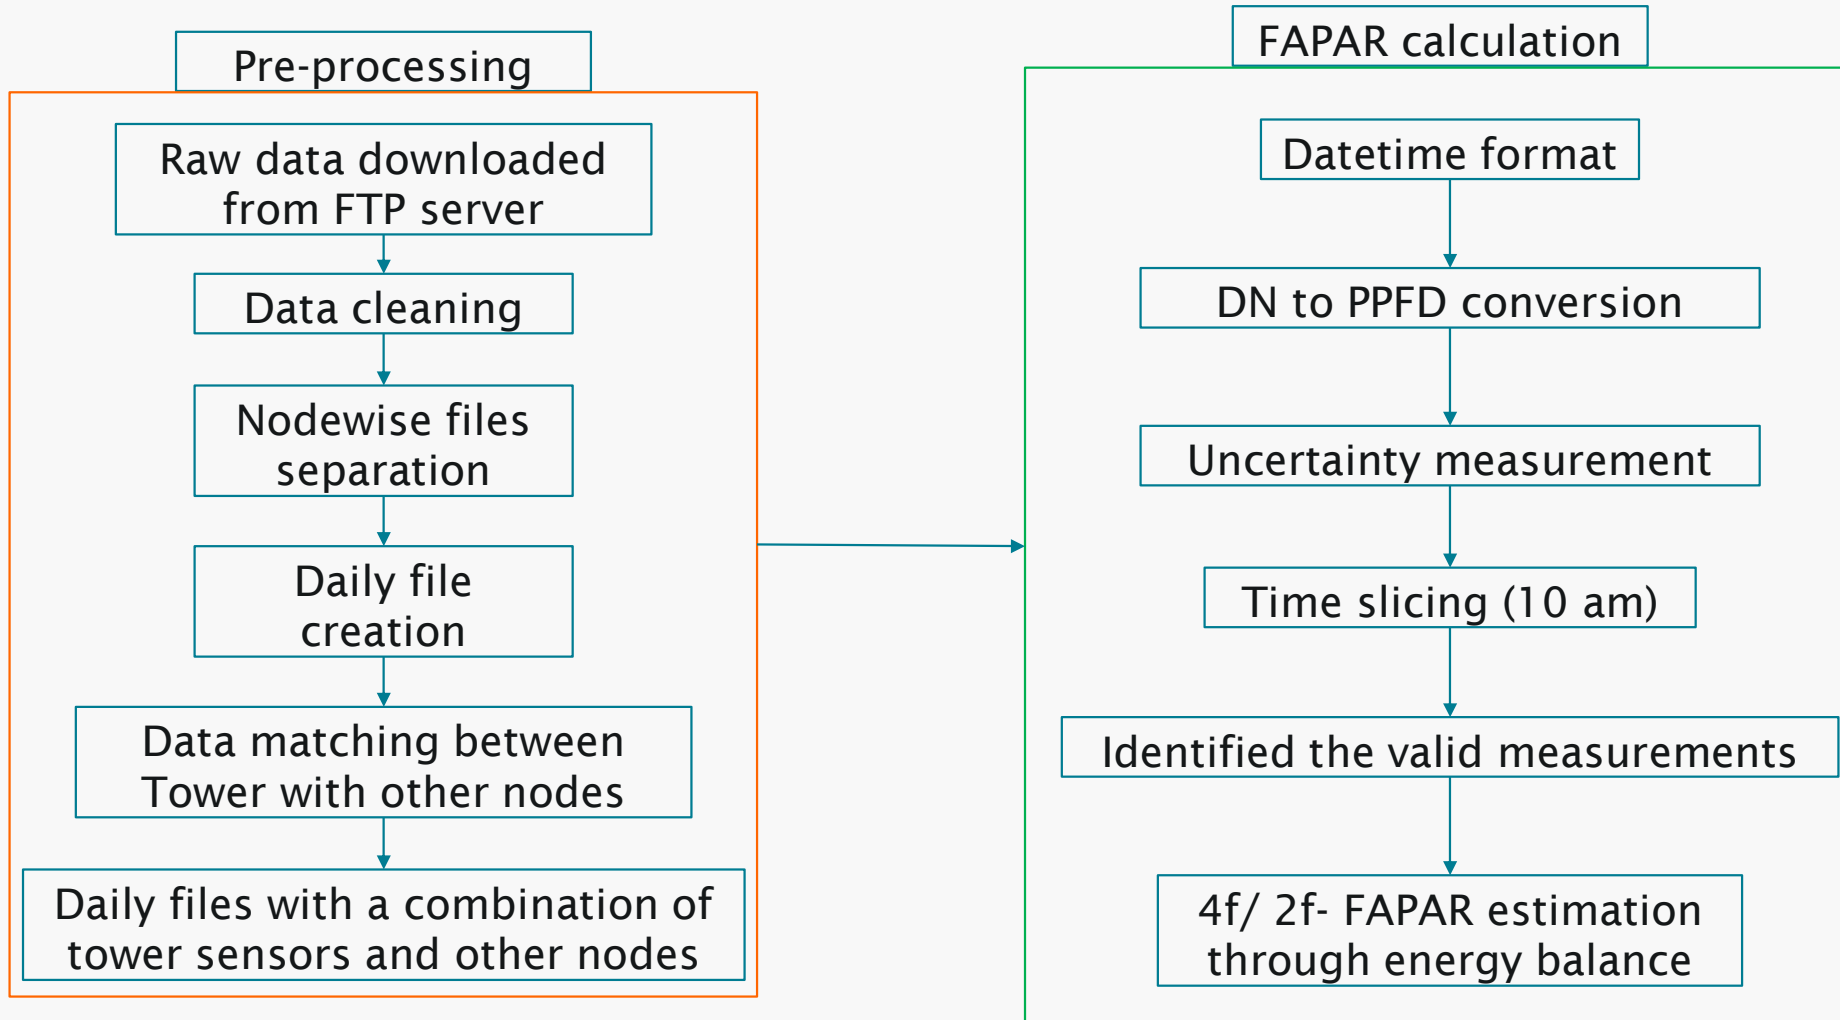 Pre-processing
Raw data downloaded
from FTP server
Data cleaning
Nodewise files
separation
Daily file
creation
Data matching between
Tower with other nodes
Daily files with a combination of
tower sensors and other nodes
FAPAR calculation
Datetime format
DN to PPFD conversion
Uncertainty measurement
Time slicing (10 am)
Identified the valid measurements
4f/ 2f- FAPAR estimation
through energy balance